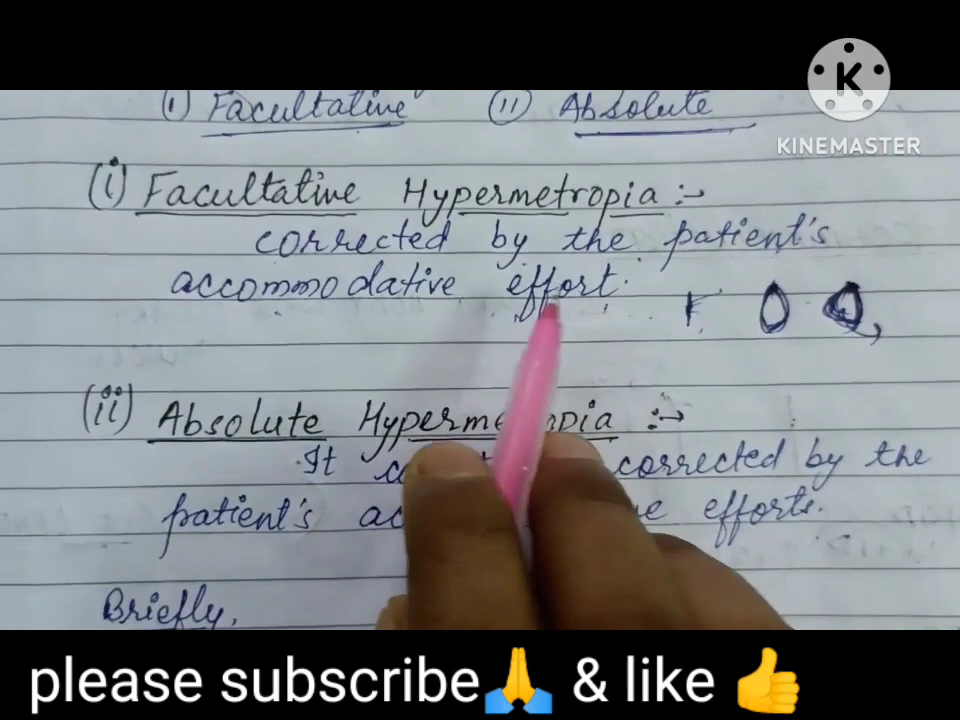 K
KINEMASTER
(i) Facultative (ii) Absolute
(i) Facultative Hypermetropia :→
corrected by the patient's
accommodative effort.
(ii) Absolute Hypermetropia :→
It corrected by the
patient's efforts.
Briefly,
please subscribe🙏 & like 👍